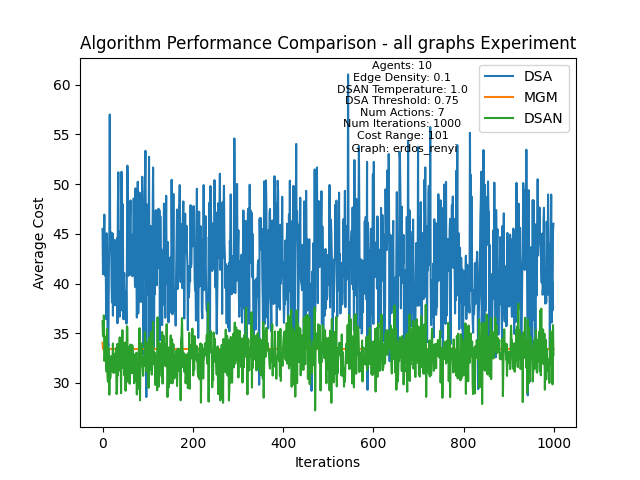 Algorithm Performance Comparison - all graphs Experiment
Agents: 10
Edge Density: 0.1
DSAN Temperature: 1.0
DSA Threshold: 0.75
Num Actions: 7
Num Iterations: 1000
Cost Range: 101
Graph: erdos_renyi
DSA
MGM
DSAN
Average Cost
60
55
50
45
40
35
30
0
200
400
600
800
1000
Iterations